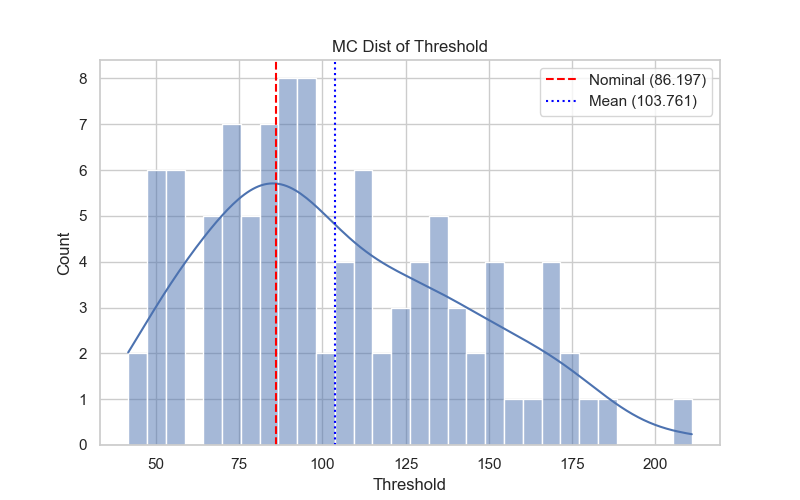 MC Dist of Threshold
Nominal (86.197)
Mean (103.761)
8
7
6
5
4
3
2
1
0
Count
50 75 100 125 150 175 200
Threshold